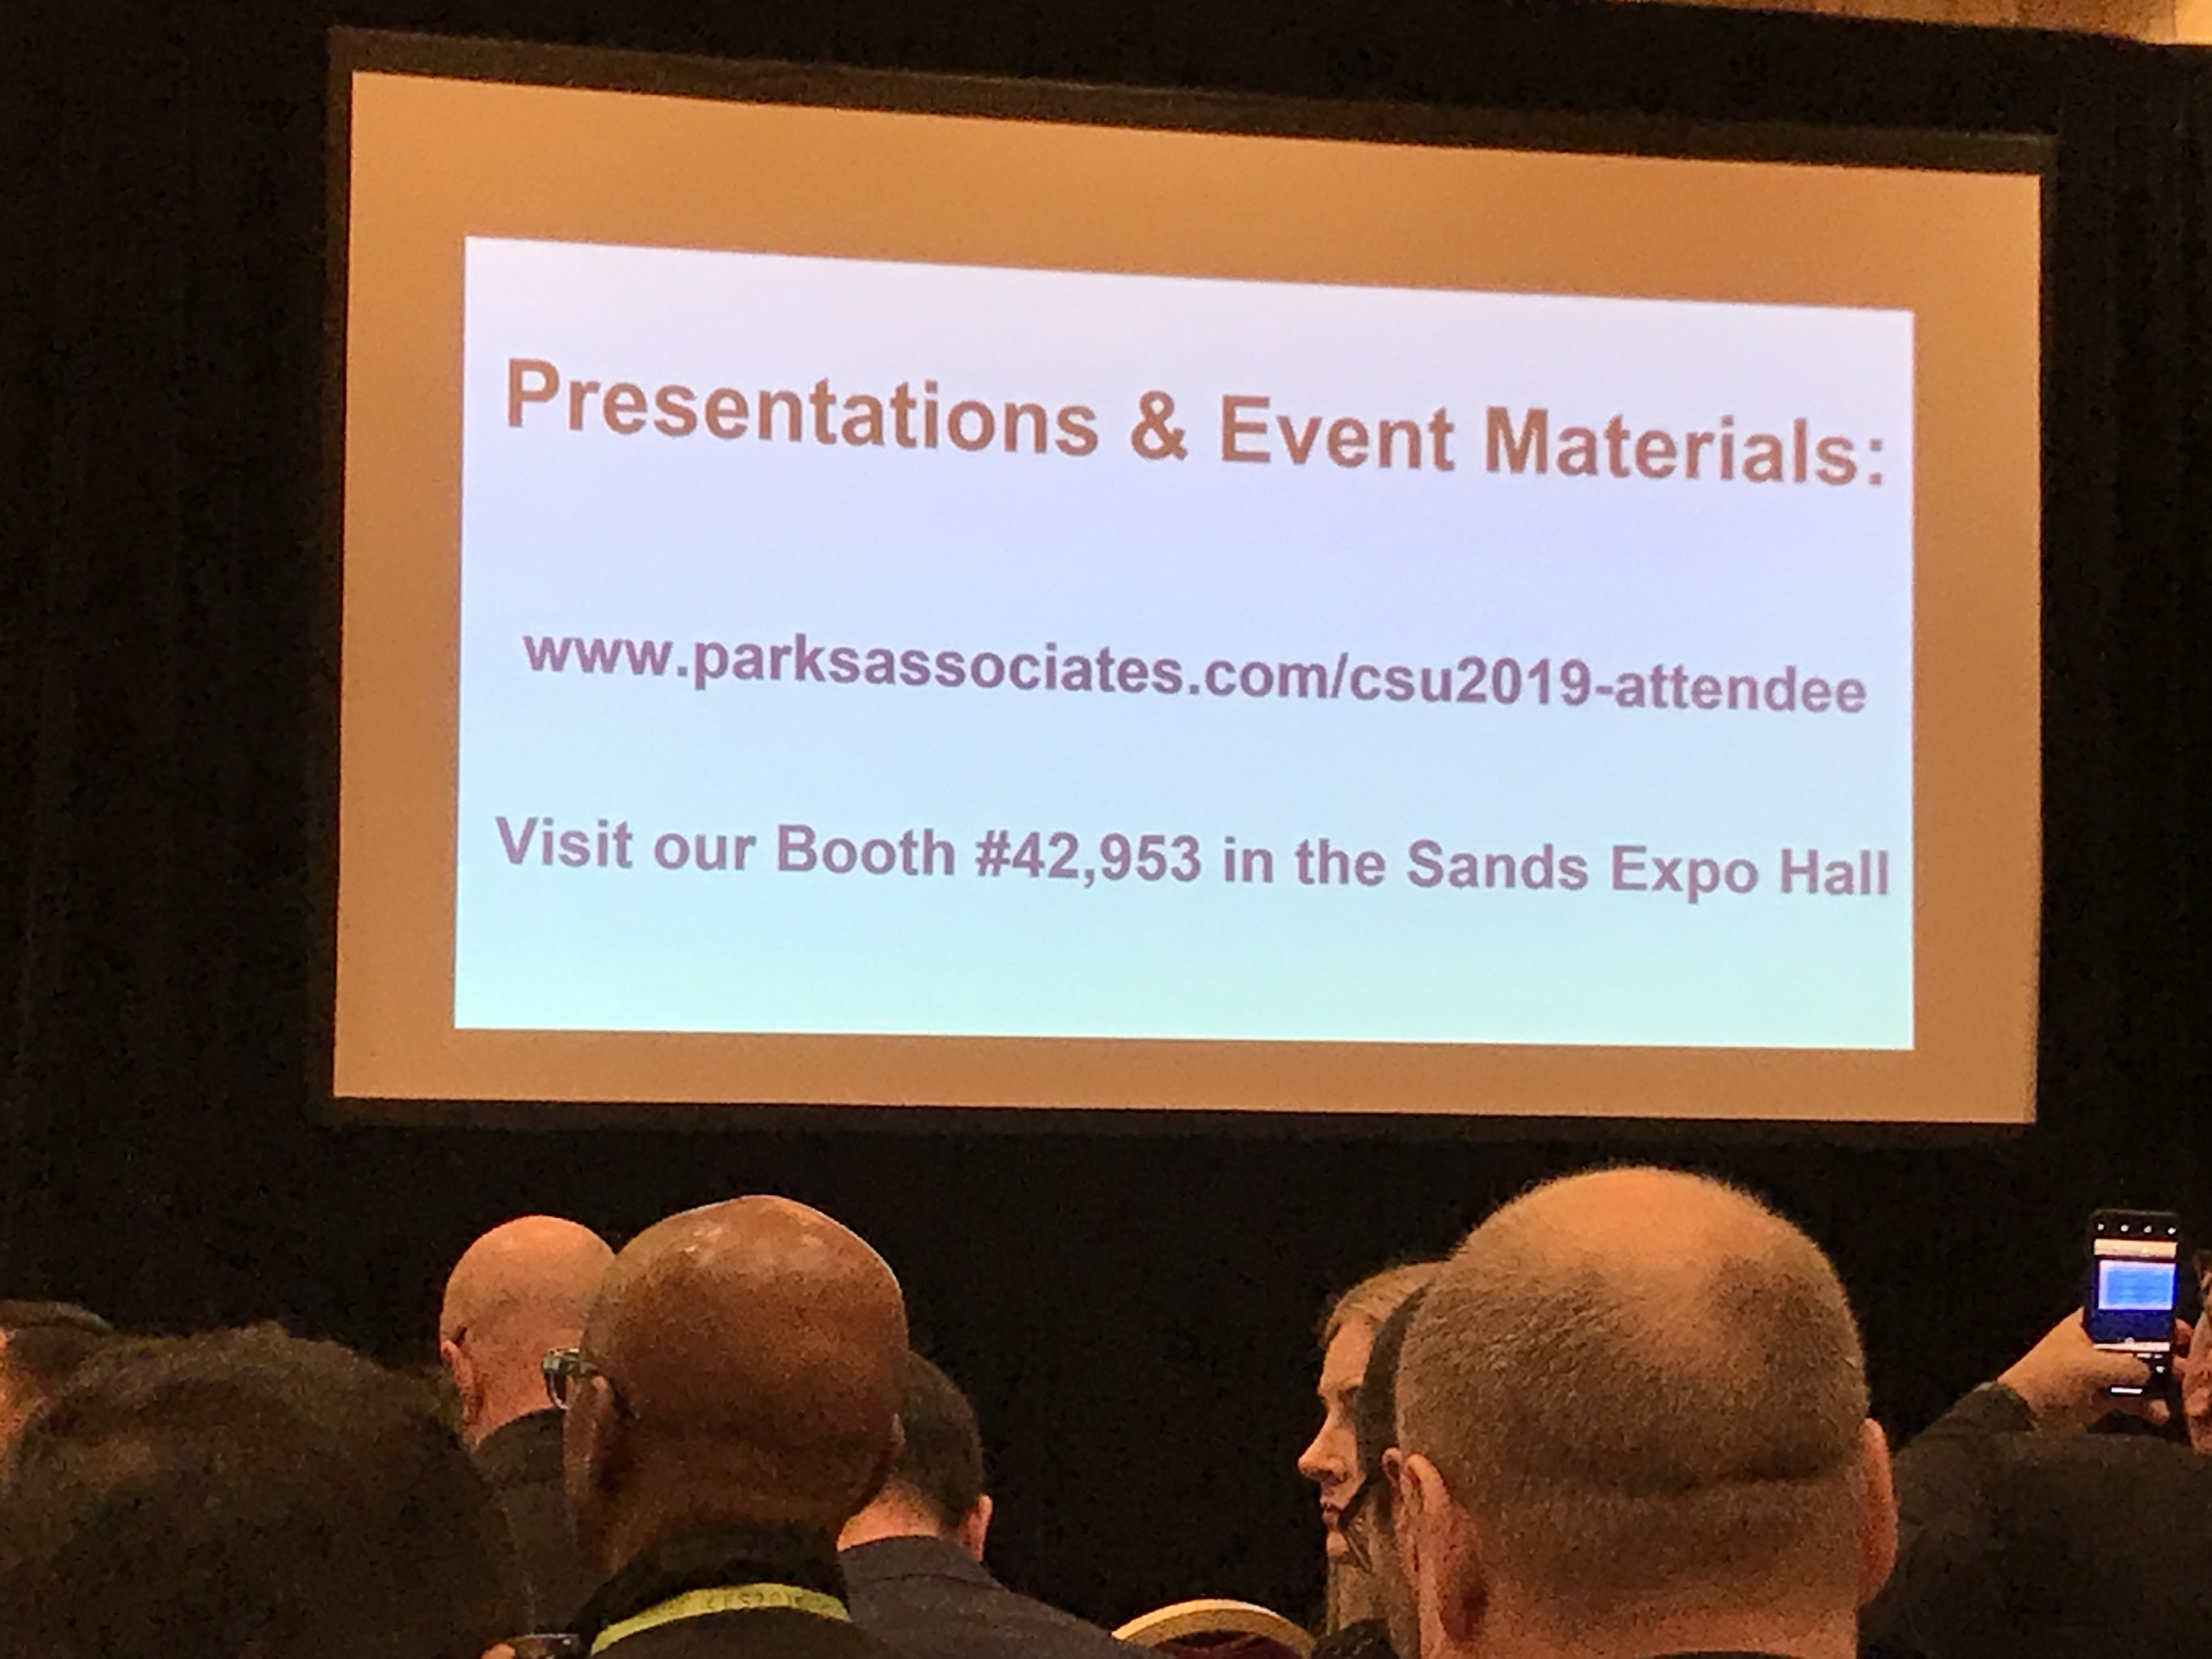 Presentations & Event Materials:
www.parksassociates.com/csu2019-attendee
Visit our Booth #42,953 in the Sands Expo Hall